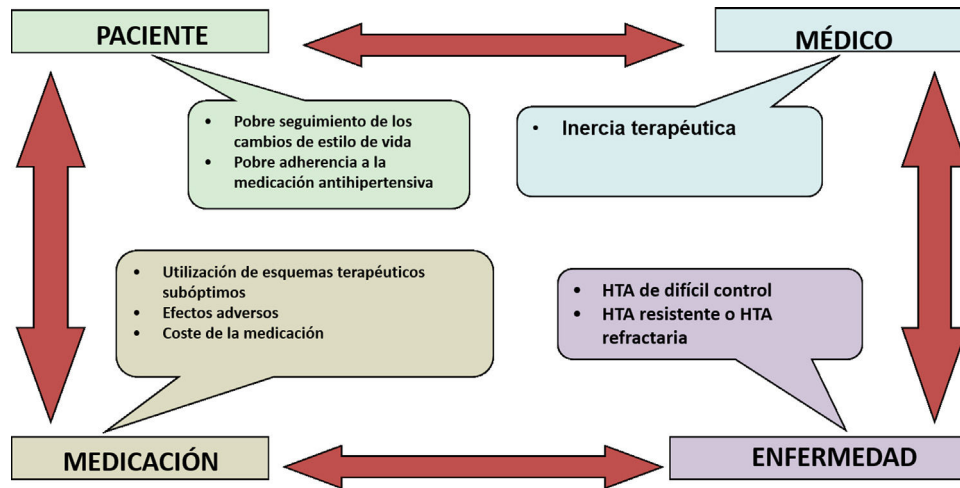 PACIENTE
MÉDICO
• Pobre seguimiento de los
cambios de estilo de vida
• Pobre adherencia a la
medicación antihipertensiva
• Inercia terapéutica
• Utilización de esquemas terapéuticos
subóptimos
• Efectos adversos
• Coste de la medicación
• HTA de difícil control
• HTA resistente o HTA
refractaria
MEDICACIÓN
ENFERMEDAD